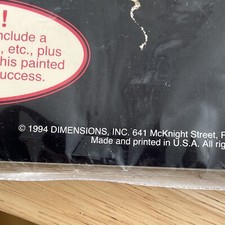 !
nclude a
, etc., plus
his painted
uccess.
© 1994 DIMENSIONS, INC. 641 McKnight Street, 
Made and printed in U.S.A. All rig